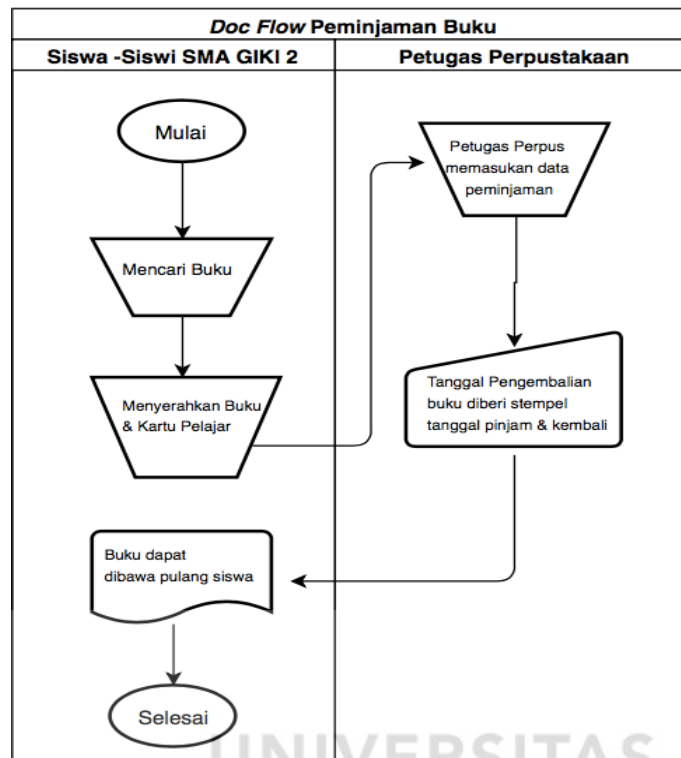 Doc Flow Peminjaman Buku
Siswa -Siswi SMA GIKI 2
Petugas Perpustakaan
Mulai
Mencari Buku
Menyerahkan Buku
& Kartu Pelajar
Petugas Perpus
memasukan data
peminjaman
Tanggal Pengembalian
buku diberi stempel
tanggal pinjam & kembali
Buku dapat
dibawa pulang siswa
Selesai
UNIVERSITAS